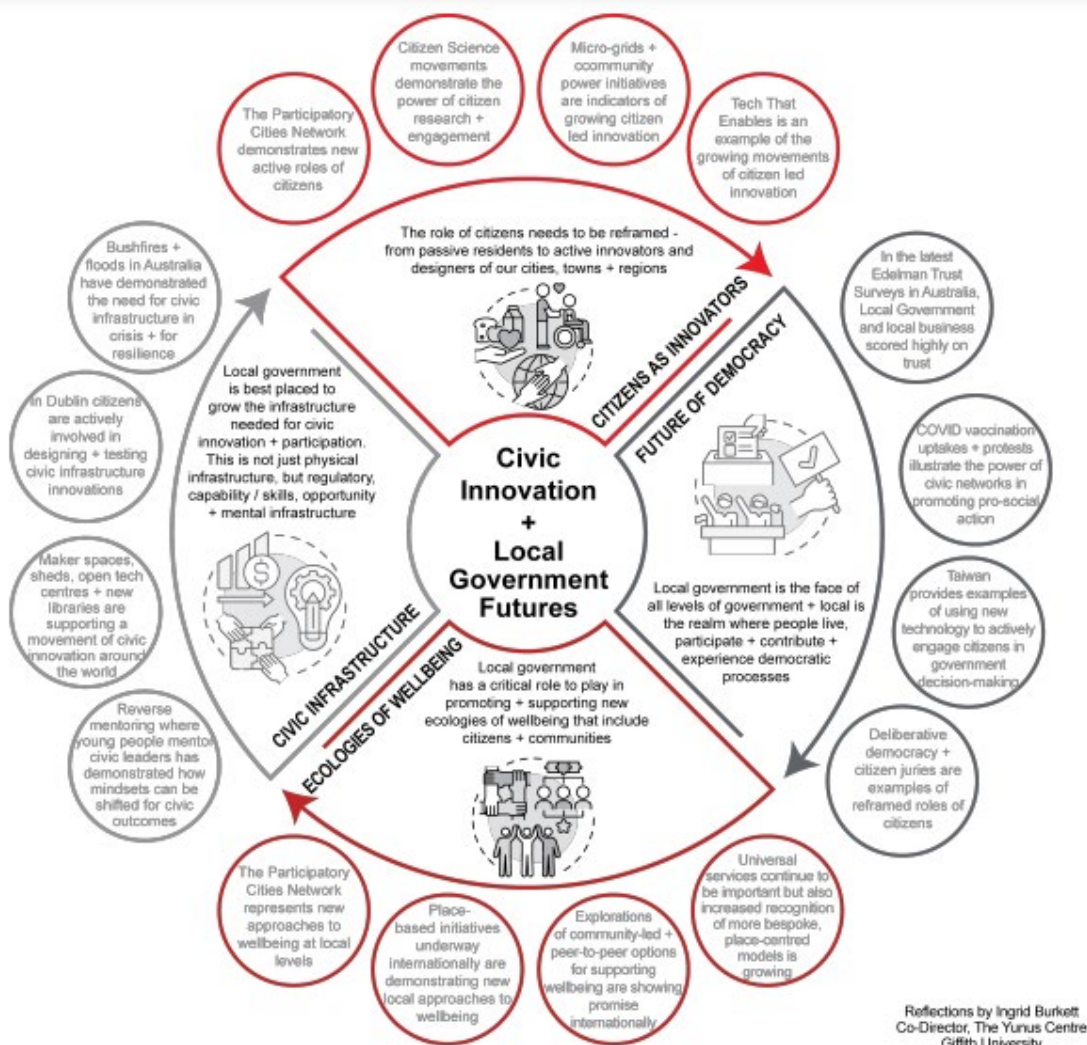 Citizen Science
movements
demonstrate the
power of citizen
research +
engagement
Micro-grids +
ccommunity
power initiatives
are indicators of
growing citizen
led innovation
The Participatory
Cities Network
demonstrates new
active roles of
citizens
Tech That
Enables is an
example of the
growing movements
of citizen led
innovation
The role of citizens needs to be reframed -
from passive residents to active innovators and
designers of our cities, towns + regions
CITIZENS AS INNOVATORS
Bushfires +
floods in Australia
have demonstrated
the need for civic
infrastructure in
crisis + for
resilience
In Dublin citizens
are actively
involved in
designing + testing
civic infrastructure
innovations
Maker spaces,
sheds, open tech
centres + new
libraries are
supporting a
movement of civic
innovation around
the world
Reverse
mentoring where
young people mentor
civic leaders has
demonstrated how
mindsets can be
shifted for civic
outcomes
Local government
is best placed to
grow the infrastructure
needed for civic
innovation + participation.
This is not just physical
infrastructure, but regulatory,
capability / skills, opportunity
+ mental infrastructure
CIVIC INFRASTRUCTURE
Civic
Innovation
+
Local
Government
Futures
FUTURE OF DEMOCRACY
Local government is the face of
all levels of government + local is
the realm where people live,
participate + contribute +
experience democratic
processes
In the latest
Edelman Trust
Surveys in Australia,
Local Government
and local business
scored highly on
trust
COVID vaccination
uptakes + protests
illustrate the power of
civic networks in
promoting pro-social
action
Taiwan
provides examples
of using new
technology to actively
engage citizens in
government
decision-making
Deliberative
democracy +
citizen juries are
examples of
reframed roles of
citizens
ECOLOGIES OF WELLBEING
Local government
has a critical role to play in
promoting + supporting new
ecologies of wellbeing that include
citizens + communities
The Participatory
Cities Network
represents new
approaches to
wellbeing at local
levels
Place-
based initiatives
underway
internationally are
demonstrating new
local approaches to
wellbeing
Explorations
of community-led +
peer-to-peer options
for supporting
wellbeing are showing
promise
internationally
Universal
services continue to
be important but also
increased recognition
of more bespoke,
place-centred
models is
growing
Reflections by Ingrid Burkett
Co-Director, The Yunus Centre
Giffith University